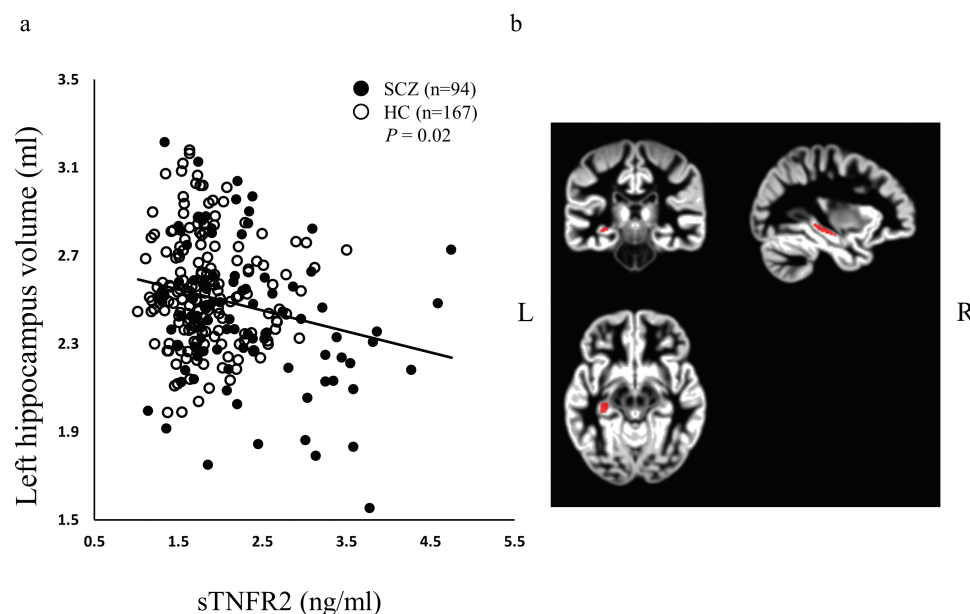 a
b
3.5
3.1
2.7
2.3
1.9
1.5
Left hippocampus volume (ml)
SCZ (n=94)
HC (n=167)
P = 0.02
0.5 1.5 2.5 3.5 4.5 5.5
sTNFR2 (ng/ml)
L
R